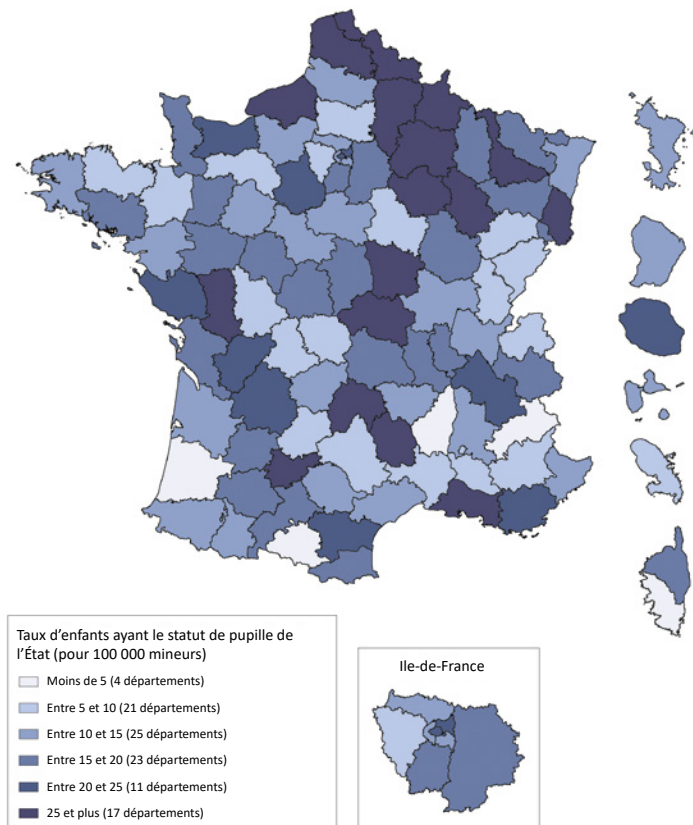 Taux d'enfants ayant le statut de pupille de
l'État (pour 100 000 mineurs)
Moins de 5 (4 départements)
Entre 5 et 10 (21 départements)
Entre 10 et 15 (25 départements)
Entre 15 et 20 (23 départements)
Entre 20 et 25 (11 départements)
25 et plus (17 départements)
Ile-de-France